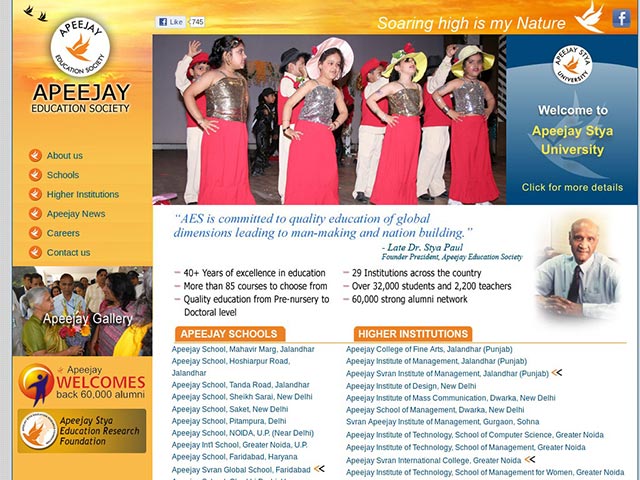 APEEJAY
EDUCATION SOCIETY
APEEJAY
EDUCATION SOCIETY
Like 74k
Soaring high is my Nature
f
About us
Schools
Higher Institutions
Apeejay News
Careers
Contact us
APEEJAY STYA
UNIVERSITY
Welcome to
Apeejay Stya
University
Click for more details
“AES is committed to quality education of global
dimensions leading to man-making and nation building.”
- Late Dr. Stya Paul
Founder President, Apeejay Education Society
40+ Years of excellence in education
More than 85 courses to choose from
Quality education from Pre-nursery to
Doctoral level
29 Institutions across the country
Over 32,000 students and 2,200 teachers
60,000 strong alumni network
Apeejay Gallery
Apeejay
WELCOMES
back 60,000 alumni
Apeejay Stya
Education Research
Foundation
APEEJAY SCHOOLS
Apeejay School, Mahavir Marg, Jalandhar
Apeejay School, Hoshiarpur Road,
Jalandhar
Apeejay School, Tanda Road, Jalandhar
Apeejay School, Sheikh Sarai, New Delhi
Apeejay School, Saket, New Delhi
Apeejay School, Pitampura, Delhi
Apeejay School, NOIDA, U.P. (Near Delhi)
Apeejay Int'l School, Greater Noida, U.P.
Apeejay School, Faridabad, Haryana
Apeejay Svran Global School, Faridabad
HIGHER INSTITUTIONS
Apeejay College of Fine Arts, Jalandhar (Punjab)
Apeejay Institute of Management, Jalandhar (Punjab)
Apeejay Svran Institute of Management, Jalandhar (Punjab)
Apeejay Institute of Design, New Delhi
Apeejay Institute of Mass Communication, Dwarka, New Delhi
Apeejay School of Management, Dwarka, New Delhi
Svran Apeejay Institute of Management, Gurgaon, Sohna
Apeejay Institute of Technology, School of Computer Science, Greater Noida
Apeejay Institute of Technology, School of Management, Greater Noida
Apeejay Svran International College, Greater Noida
Apeejay Institute of Technology, School of Management for Women, Greater Noida